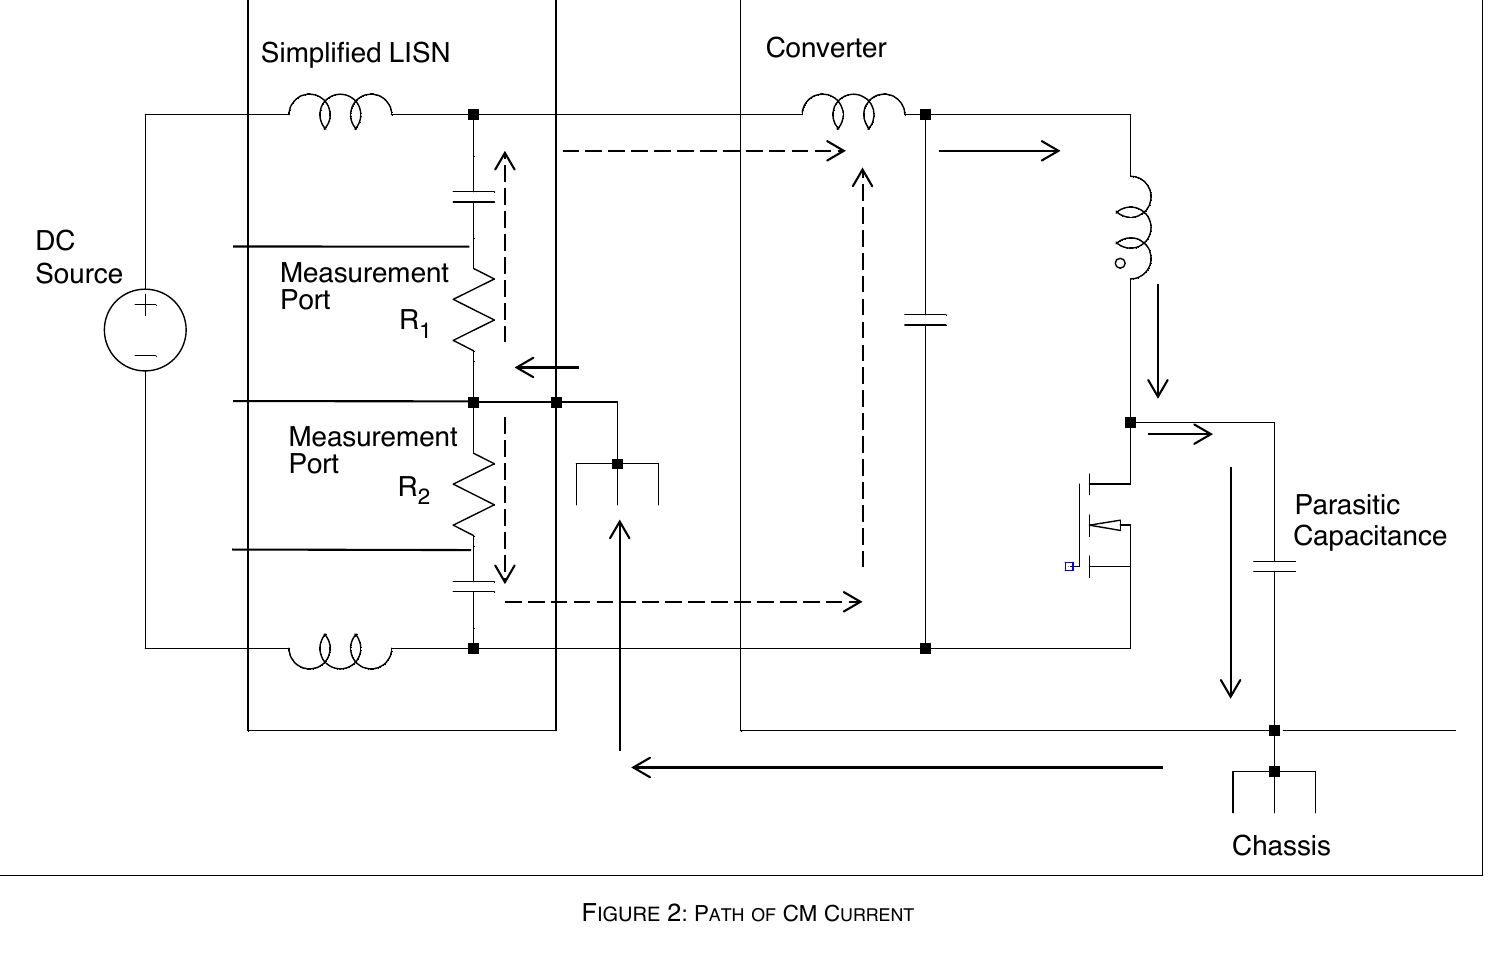 Simplified LISN
Converter
DC
Source
Measurement
Port
R1
Measurement
Port
R2
Parasitic
Capacitance
Chassis
FIGURE 2: PATH OF CM CURRENT